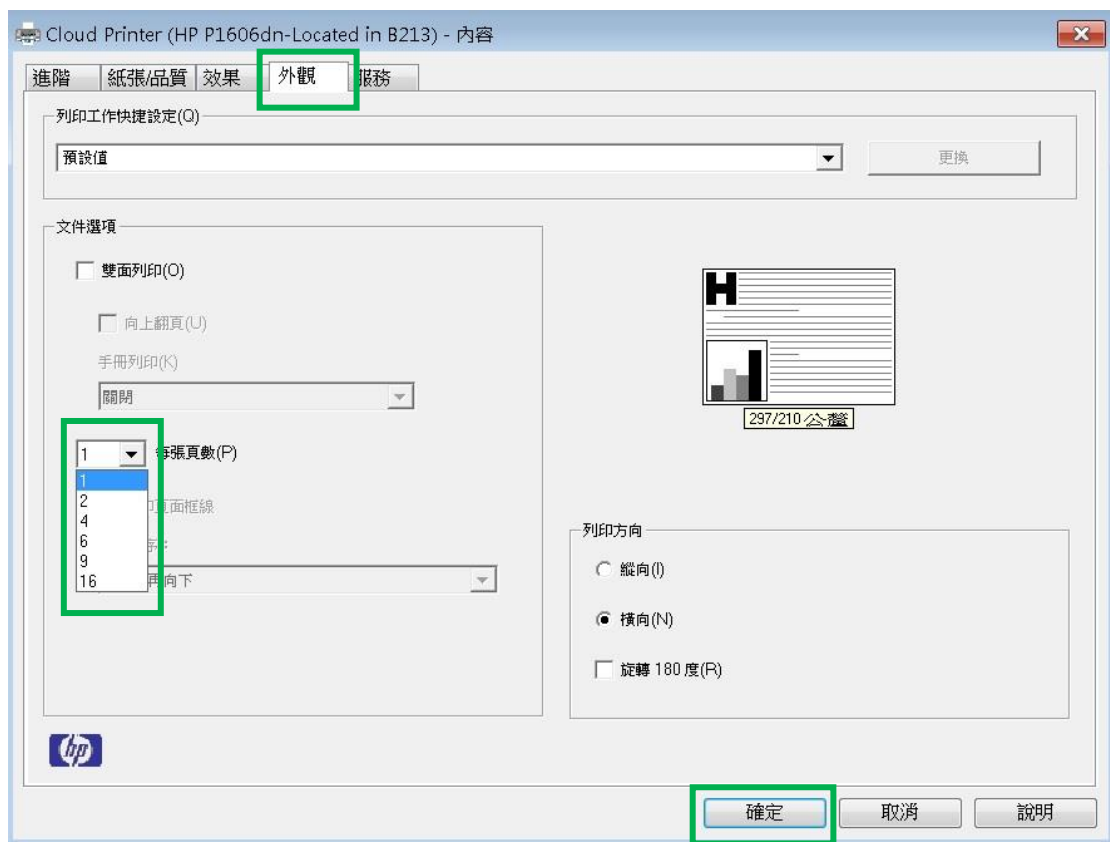 Cloud Printer (HP P1606dn-Located in B213) - 內容
進階 紙張/品質 效果 外觀 服務
列印工作快捷設定(Q)
預設值 更換
文件選項
雙面列印(O)
向上翻頁(U)
手冊列印(K)
關閉
1 每張頁數(P)
1
2
4
6
9
16
頁面框線
再向下
H
297/210 公釐
列印方向
縱向(I)
橫向(N)
旋轉 180 度(R)
hp
確定 取消 說明